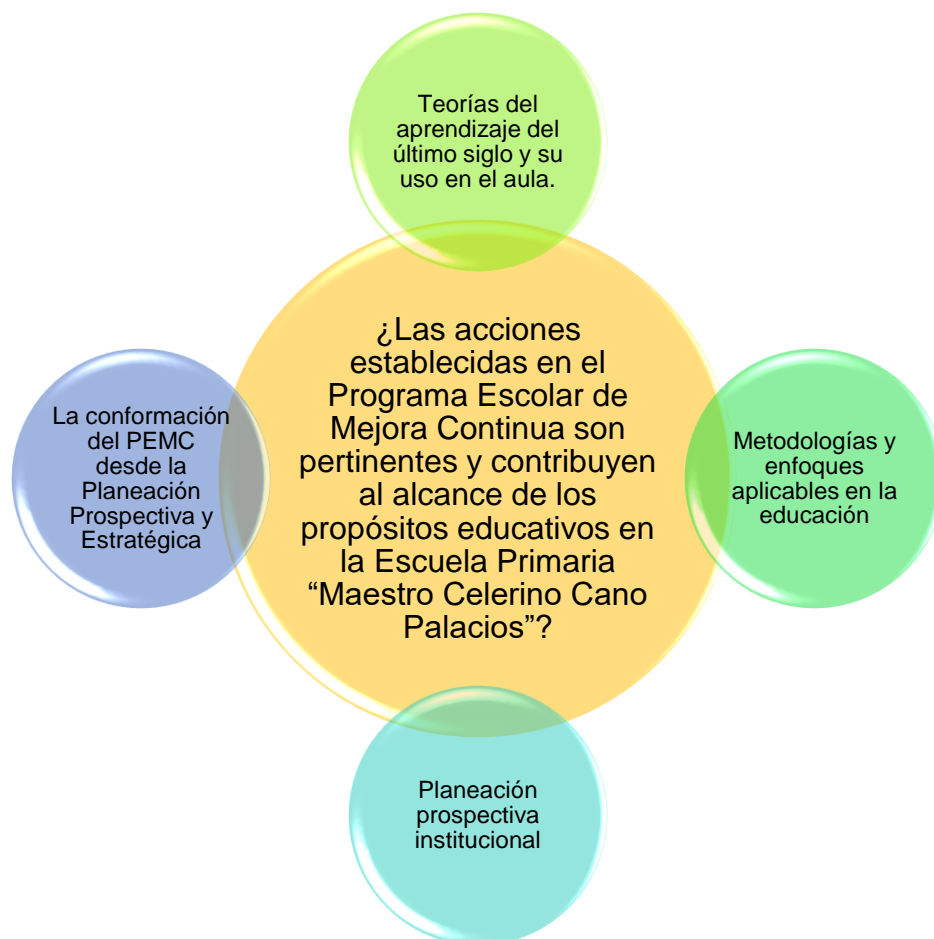 Teorías del
aprendizaje del
último siglo y su
uso en el aula.
¿Las acciones
establecidas en el
Programa Escolar de
Mejora Continua son
pertinentes y contribuyen
al alcance de los
propósitos educativos en
la Escuela Primaria
“Maestro Celerino Cano
Palacios”?
La conformación
del PEMC
desde la
Planeación
Prospectiva y
Estratégica
Metodologías y
enfoques
aplicables en la
educación
Planeación
prospectiva
institucional